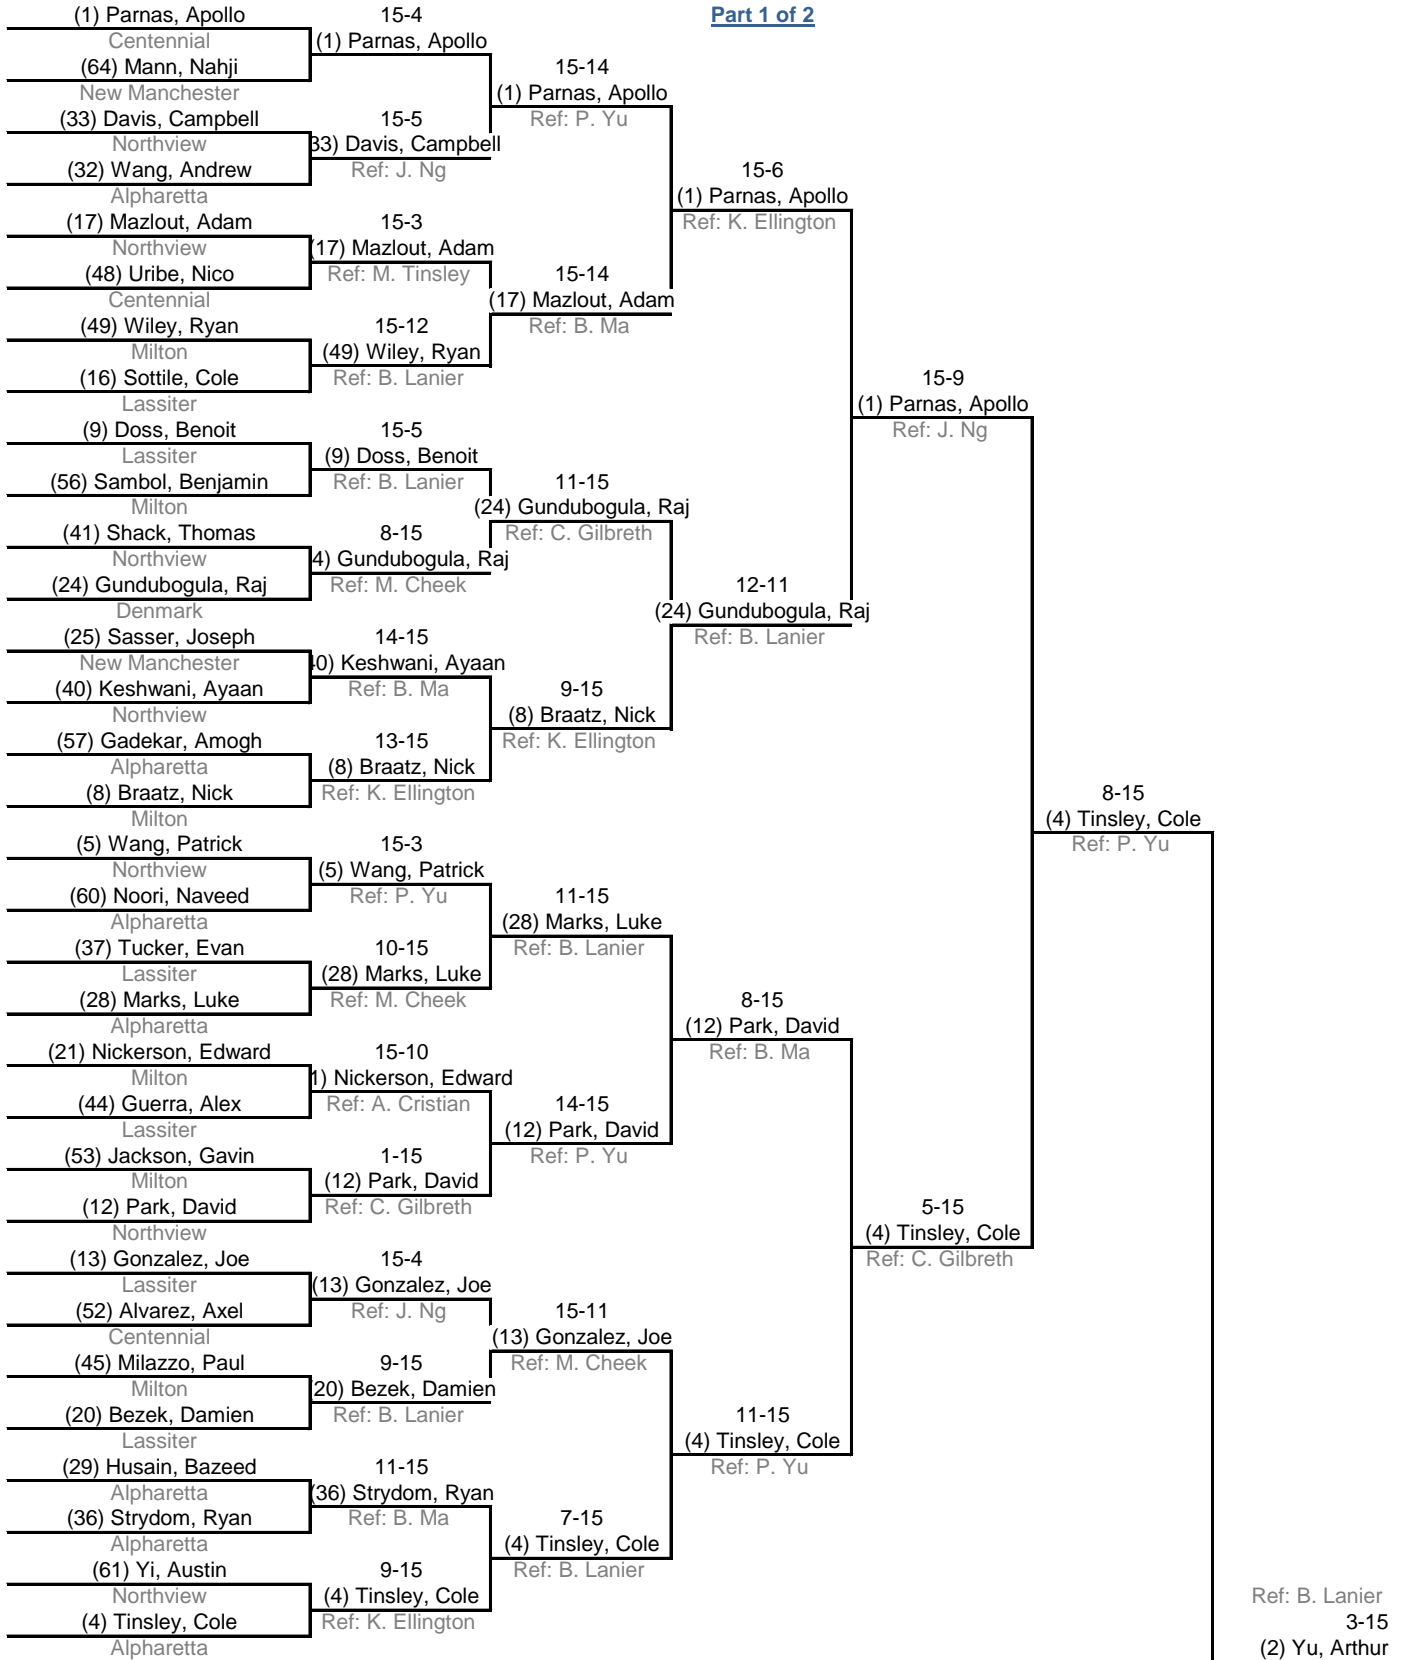 (1) Parnas, Apollo
Centennial
(64) Mann, Nahji
New Manchester
(33) Davis, Campbell
Northview
(32) Wang, Andrew
Alpharetta
(17) Mazlout, Adam
Northview
(48) Uribe, Nico
Centennial
(49) Wiley, Ryan
Milton
(16) Sottile, Cole
Lassiter
(9) Doss, Benoit
Lassiter
(56) Sambol, Benjamin
Milton
(41) Shack, Thomas
Northview
(24) Gundubogula, Raj
Denmark
(25) Sasser, Joseph
New Manchester
(40) Keshwani, Ayaan
Northview
(57) Gadekar, Amogh
Alpharetta
(8) Braatz, Nick
Milton
(5) Wang, Patrick
Northview
(60) Noori, Naveed
Alpharetta
(37) Tucker, Evan
Lassiter
(28) Marks, Luke
Alpharetta
(21) Nickerson, Edward
Milton
(44) Guerra, Alex
Lassiter
(53) Jackson, Gavin
Milton
(12) Park, David
Northview
(13) Gonzalez, Joe
Lassiter
(52) Alvarez, Axel
Centennial
(45) Milazzo, Paul
Milton
(20) Bezek, Damien
Lassiter
(29) Husain, Bazeed
Alpharetta
(36) Strydom, Ryan
Alpharetta
(61) Yi, Austin
Northview
(4) Tinsley, Cole
Alpharetta
15-4
(1) Parnas, Apollo
15-5
33) Davis, Campbell
Ref: J. Ng
15-3
(17) Mazlout, Adam
Ref: M. Tinsley
15-12
(49) Wiley, Ryan
Ref: B. Lanier
15-5
(9) Doss, Benoit
Ref: B. Lanier
8-15
4) Gundubogula, Raj
Ref: M. Cheek
14-15
40) Keshwani, Ayaan
Ref: B. Ma
13-15
(8) Braatz, Nick
Ref: K. Ellington
15-3
(5) Wang, Patrick
Ref: P. Yu
10-15
(28) Marks, Luke
Ref: M. Cheek
15-10
1) Nickerson, Edward
Ref: A. Cristian
1-15
(12) Park, David
Ref: C. Gilbreth
15-4
(13) Gonzalez, Joe
Ref: J. Ng
9-15
(20) Bezek, Damien
Ref: B. Lanier
11-15
(36) Strydom, Ryan
Ref: B. Ma
9-15
(4) Tinsley, Cole
Ref: K. Ellington
15-14
(1) Parnas, Apollo
Ref: P. Yu
15-14
(17) Mazlout, Adam
Ref: B. Ma
11-15
(24) Gundubogula, Raj
Ref: C. Gilbreth
9-15
(8) Braatz, Nick
Ref: K. Ellington
11-15
(28) Marks, Luke
Ref: B. Lanier
14-15
(12) Park, David
Ref: P. Yu
15-11
(13) Gonzalez, Joe
Ref: M. Cheek
7-15
(4) Tinsley, Cole
Ref: B. Lanier
Part 1 of 2
15-6
(1) Parnas, Apollo
Ref: K. Ellington
12-11
(24) Gundubogula, Raj
Ref: B. Lanier
8-15
(12) Park, David
Ref: B. Ma
11-15
(4) Tinsley, Cole
Ref: P. Yu
15-9
(1) Parnas, Apollo
Ref: J. Ng
5-15
(4) Tinsley, Cole
Ref: C. Gilbreth
8-15
(4) Tinsley, Cole
Ref: P. Yu
Ref: B. Lanier
3-15
(2) Yu, Arthur